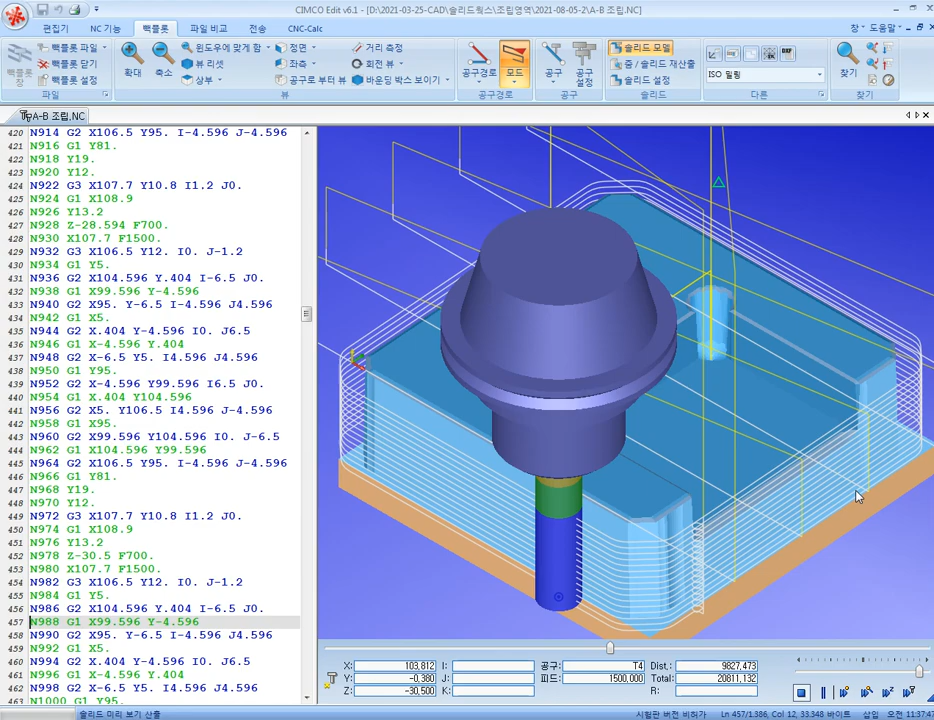 CIMCO Edit v6.1 - [D:\2021-03-25-CAD\솔리드웍스\조립영역\2021-08-05-2\A-B 조립.NC]
편집기 NC 기능 백플롯 파일 비교 전송 CNC-Calc 창 도움말
백플롯 창 백플롯 파일 백플롯 닫기 백플롯 설정
파일
확대 축소 윈도우에 맞게 함 뷰 리셋 상부 정면 좌측 공구로 부터 뷰 거리 측정 회전 뷰 바운딩 박스 보이기
뷰
공구경로 모드
공구경로
공구 공구 설정
공구
솔리드 모델 줌 / 솔리드 재산출 솔리드 설정
솔리드
ISO 밀링
다른
찾기
찾기
A-B 조립.NC
420 N914 G2 X106.5 Y95. I-4.596 J-4.596
421 N916 G1 Y81.
422 N918 Y19.
423 N920 Y12.
424 N922 G3 X107.7 Y10.8 I1.2 J0.
425 N924 G1 X108.9
426 N926 Y13.2
427 N928 Z-28.594 F700.
428 N930 X107.7 F1500.
429 N932 G3 X106.5 Y12. I0. J-1.2
430 N934 G1 Y5.
431 N936 G2 X104.596 Y.404 I-6.5 J0.
432 N938 G1 X99.596 Y-4.596
433 N940 G2 X95. Y-6.5 I-4.596 J4.596
434 N942 G1 X5.
435 N944 G2 X.404 Y-4.596 I0. J6.5
436 N946 G1 X-4.596 Y.404
437 N948 G2 X-6.5 Y5. I4.596 J4.596
438 N950 G1 Y95.
439 N952 G2 X-4.596 Y99.596 I6.5 J0.
440 N954 G1 X.404 Y104.596
441 N956 G2 X5. Y106.5 I4.596 J-4.596
442 N958 G1 X95.
443 N960 G2 X99.596 Y104.596 I0. J-6.5
444 N962 G1 X104.596 Y99.596
445 N964 G2 X106.5 Y95. I-4.596 J-4.596
446 N966 G1 Y81.
447 N968 Y19.
448 N970 Y12.
449 N972 G3 X107.7 Y10.8 I1.2 J0.
450 N974 G1 X108.9
451 N976 Y13.2
452 N978 Z-30.5 F700.
453 N980 X107.7 F1500.
454 N982 G3 X106.5 Y12. I0. J-1.2
455 N984 G1 Y5.
456 N986 G2 X104.596 Y.404 I-6.5 J0.
457 N988 G1 X99.596 Y-4.596
458 N990 G2 X95. Y-6.5 I-4.596 J4.596
459 N992 G1 X5.
460 N994 G2 X.404 Y-4.596 I0. J6.5
461 N996 G1 X-4.596 Y.404
462 N998 G2 X-6.5 Y5. I4.596 J4.596
463 N1000 G1 Y95.
X: 103,812 I: 공구: T4 Dist.: 9827,473
Y: -0,380 J: 피드: 1500,000 Total: 20811,132
Z: -30,500 K: R:
솔리드 미리 보기 산출 시험판 버전 비허가 Ln 457/1.386, Col 12, 33.348 바이트 삽입 오전 11:37:4